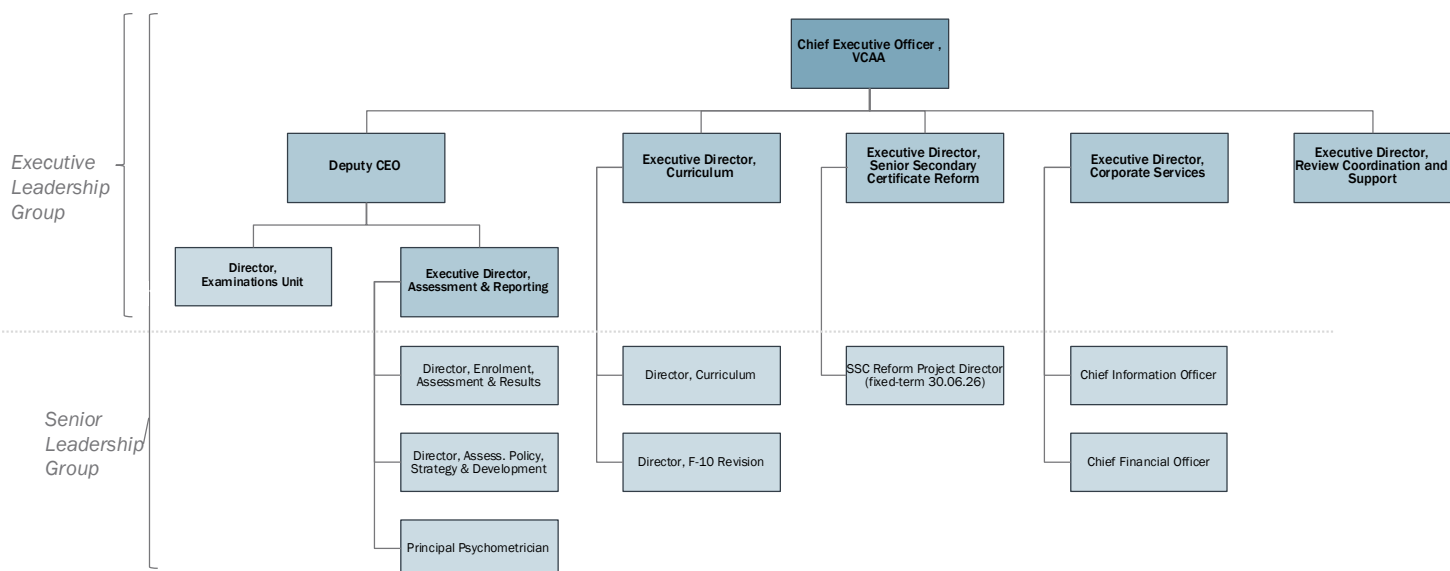 Chief Executive Officer ,
VCAA
Executive
Leadership
Group
Deputy CEO
Executive Director,
Curriculum
Executive Director,
Senior Secondary
Certificate Reform
Executive Director,
Corporate Services
Executive Director,
Review Coordination and
Support
Director,
Examinations Unit
Executive Director,
Assessment & Reporting
Senior
Leadership
Group
Director, Enrolment,
Assessment & Results
Director, Curriculum
SSC Reform Project Director
(fixed-term 30.06.26)
Chief Information Officer
Director, Assess. Policy,
Strategy & Development
Director, F-10 Revision
Chief Financial Officer
Principal Psychometrician